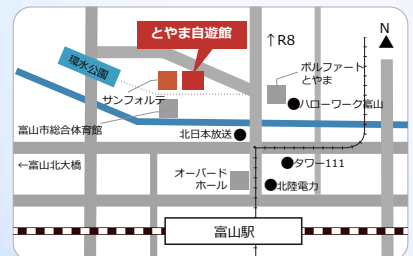 とやま自遊館
↑R8
N
環水公園
ボルファート
とやま
サンフォルテ
ハローワーク富山
富山市総合体育館
北日本放送
←富山北大橋
タワー111
オーバード
ホール
北陸電力
富山駅